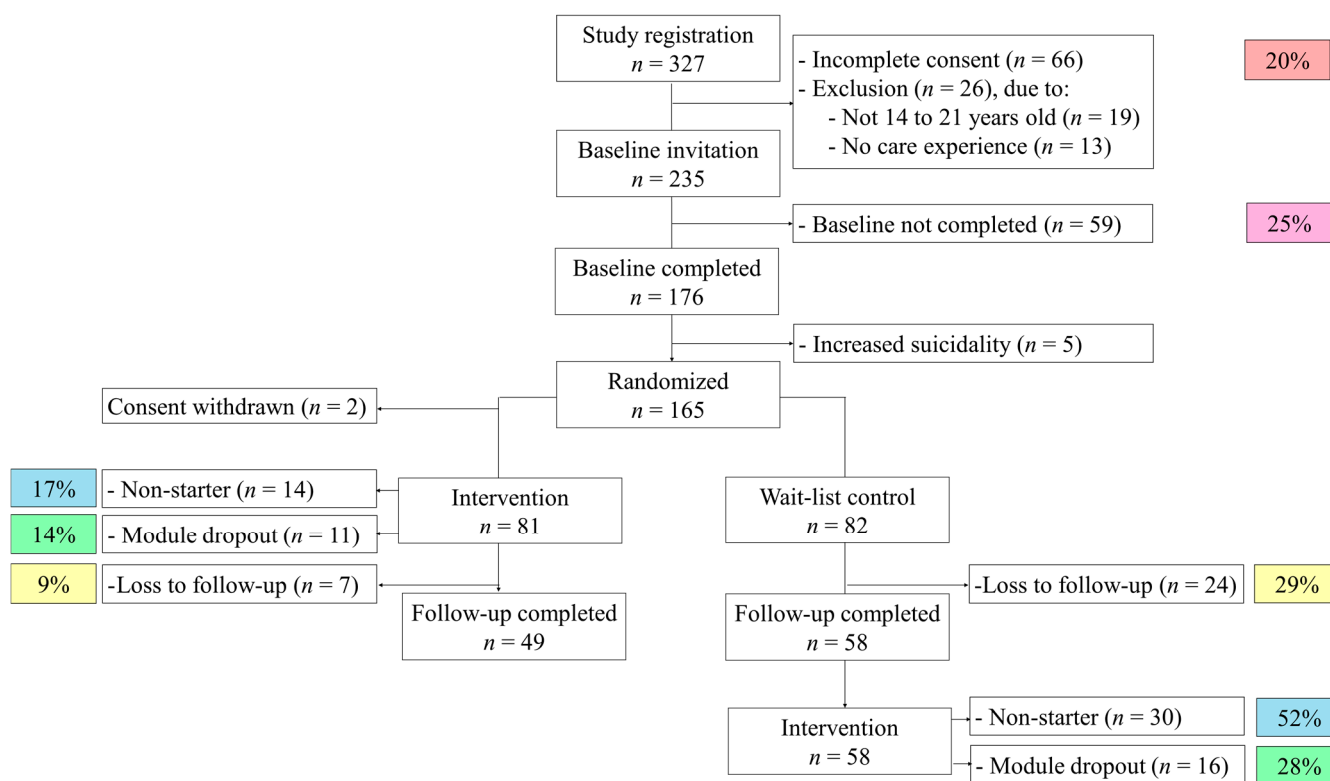 Study registration
n = 327
- Incomplete consent (n = 66)
- Exclusion (n = 26), due to:
- Not 14 to 21 years old (n = 19)
- No care experience (n = 13)
20%
Baseline invitation
n = 235
- Baseline not completed (n = 59)
25%
Baseline completed
n = 176
- Increased suicidality (n = 5)
Randomized
n = 165
Consent withdrawn (n = 2)
17%
- Non-starter (n = 14)
14%
- Module dropout (n = 11)
9%
-Loss to follow-up (n = 7)
Intervention
n = 81
Follow-up completed
n = 49
Wait-list control
n = 82
-Loss to follow-up (n = 24)
29%
Follow-up completed
n = 58
Intervention
n = 58
- Non-starter (n = 30)
52%
- Module dropout (n = 16)
28%